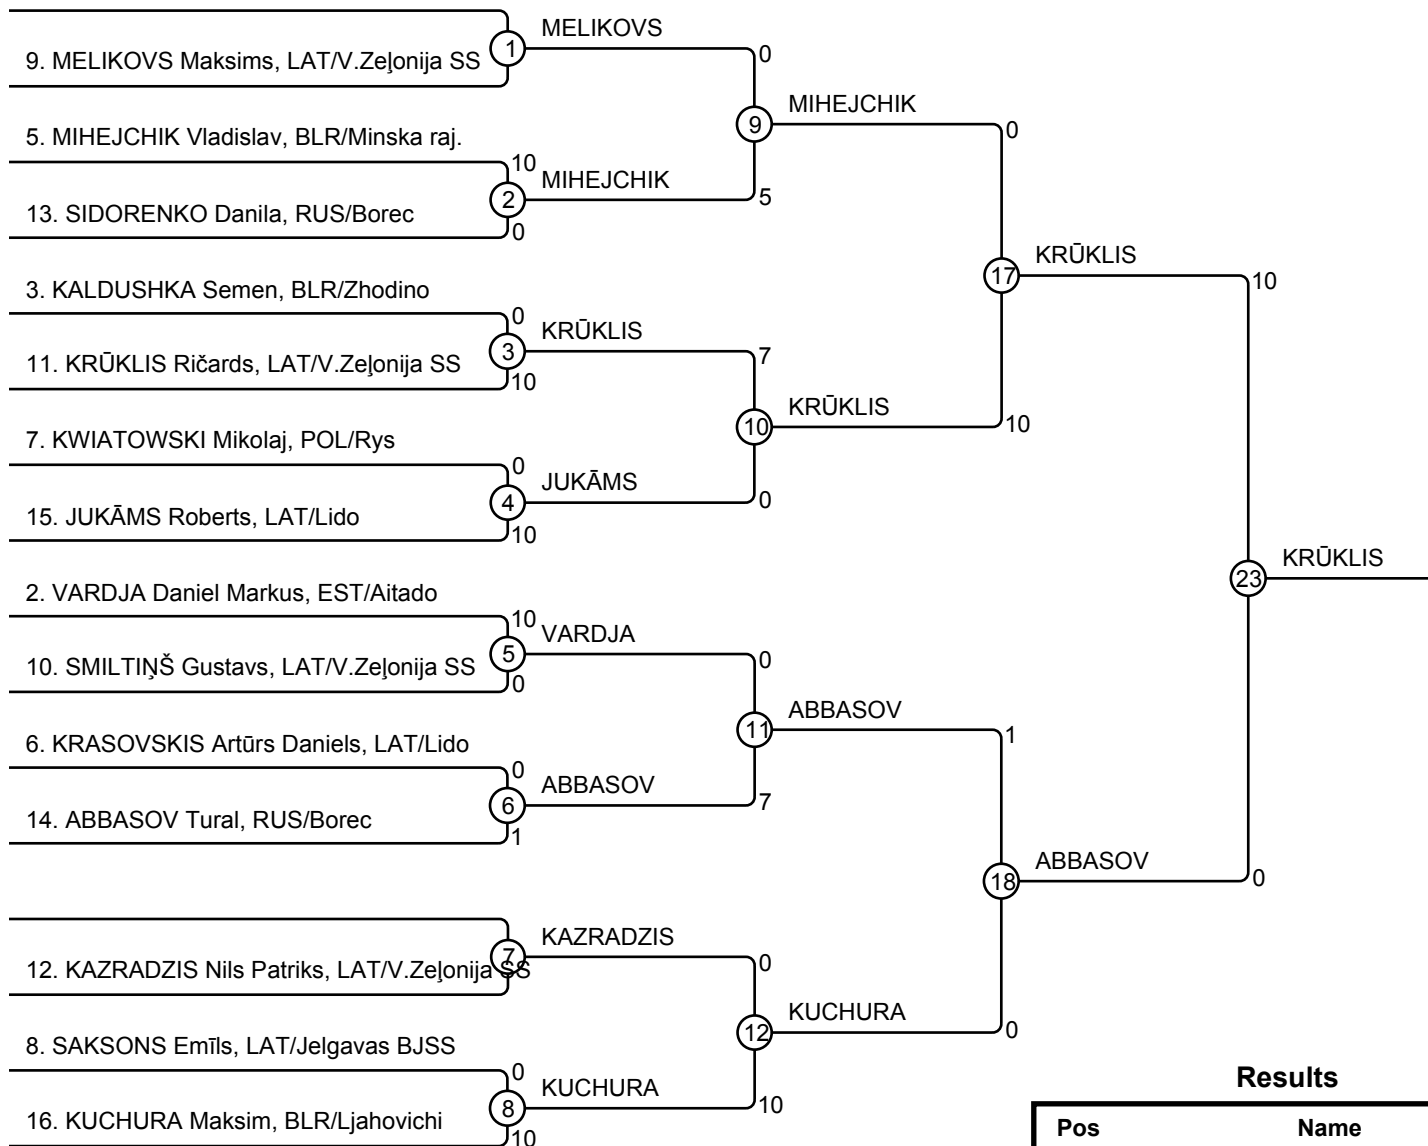 MELIKOVS
9. MELIKOVS Maksims, LAT/V.Zeļonija SS
1
0
5. MIHEJCHIK Vladislav, BLR/Minska raj.
MIHEJCHIK
9
0
10
13. SIDORENKO Danila, RUS/Borec
2
MIHEJCHIK
5
0
3. KALDUSHKA Semen, BLR/Zhodino
17
KRŪKLIS
10
0
11. KRŪKLIS Ričards, LAT/V.Zeļonija SS
3
KRŪKLIS
7
10
7. KWIATOWSKI Mikolaj, POL/Rys
10
KRŪKLIS
10
0
15. JUKĀMS Roberts, LAT/Lido
4
JUKĀMS
0
10
2. VARDJA Daniel Markus, EST/Aitado
23
KRŪKLIS
10
10. SMILTIŅŠ Gustavs, LAT/V.Zeļonija SS
5
VARDJA
0
0
6. KRASOVSKIS Artūrs Daniels, LAT/Lido
11
ABBASOV
1
0
14. ABBASOV Tural, RUS/Borec
6
ABBASOV
7
1
18
ABBASOV
0
12. KAZRADZIS Nils Patriks, LAT/V.Zeļonija SS
7
KAZRADZIS
0
8. SAKSONS Emīls, LAT/Jelgavas BJSS
12
KUCHURA
0
0
16. KUCHURA Maksim, BLR/Ljahovichi
8
KUCHURA
10
10
Results
Pos Name